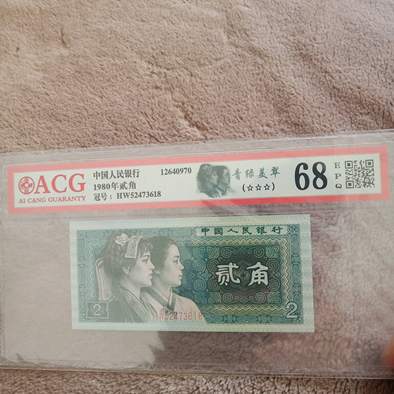 ACG
AI CANG GUARANTY
中国人民银行 12640970
1980年贰角
冠号：HW52473618
青绿美翠
(☆☆☆)
68 EPQ
中国人民银行
贰角
2 2
HW52473618